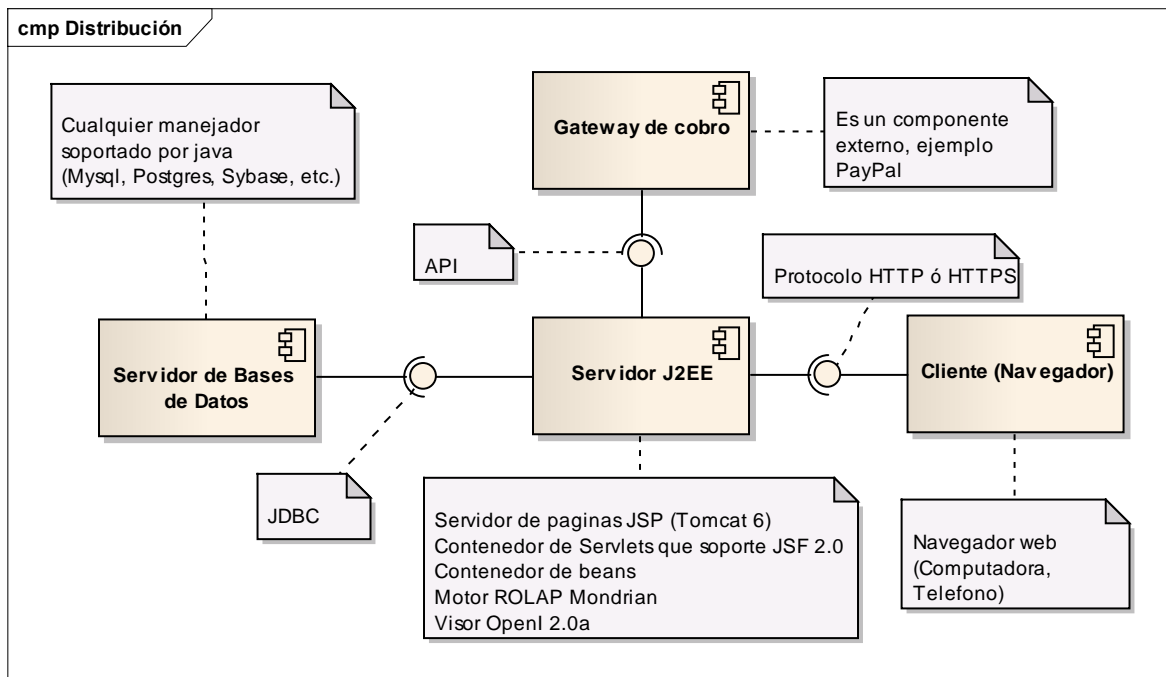 cmp Distribución
Cualquier manejador
soportado por java
(Mysql, Postgres, Sybase, etc.)
Gateway de cobro
Es un componente
externo, ejemplo
PayPal
API
Protocolo HTTP ó HTTPS
Servidor de Bases
de Datos
Servidor J2EE
Cliente (Navegador)
JDBC
Servidor de paginas JSP (Tomcat 6)
Contenedor de Servlets que soporte JSF 2.0
Contenedor de beans
Motor ROLAP Mondrian
Visor OpenI 2.0a
Navegador web
(Computadora,
Telefono)